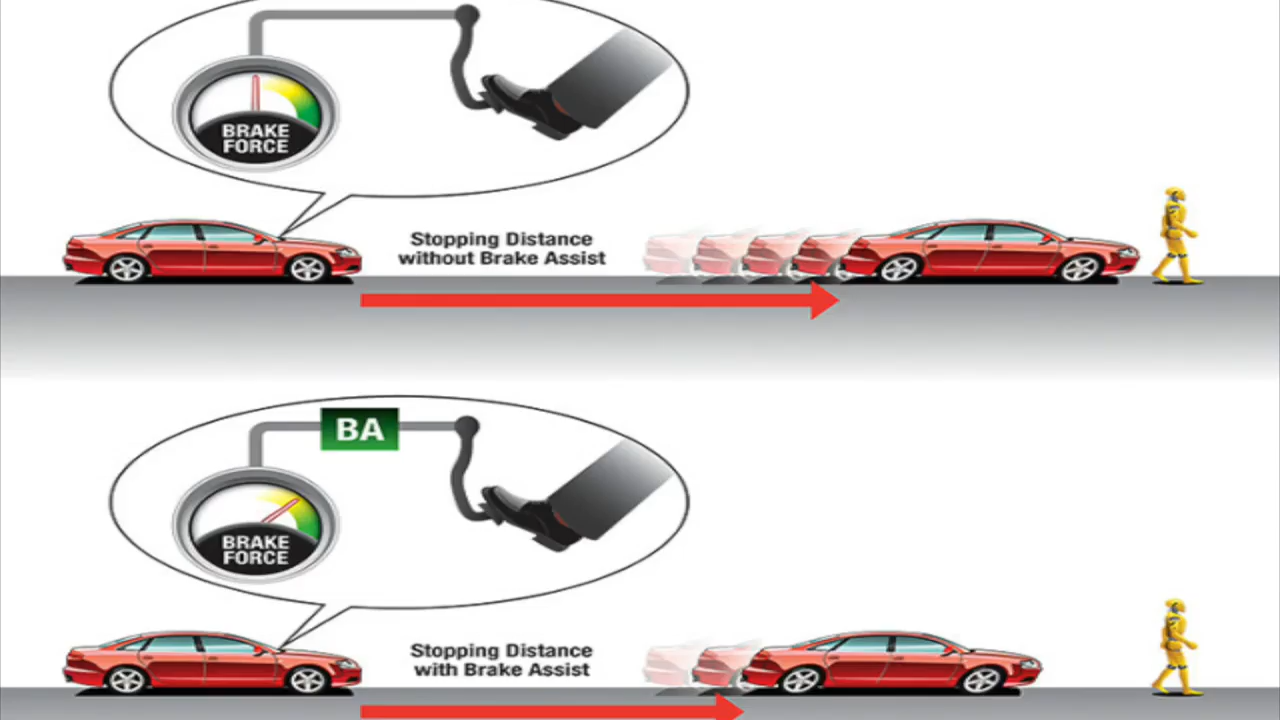 BRAKE
FORCE
Stopping Distance
without Brake Assist
BA
BRAKE
FORCE
Stopping Distance
with Brake Assist